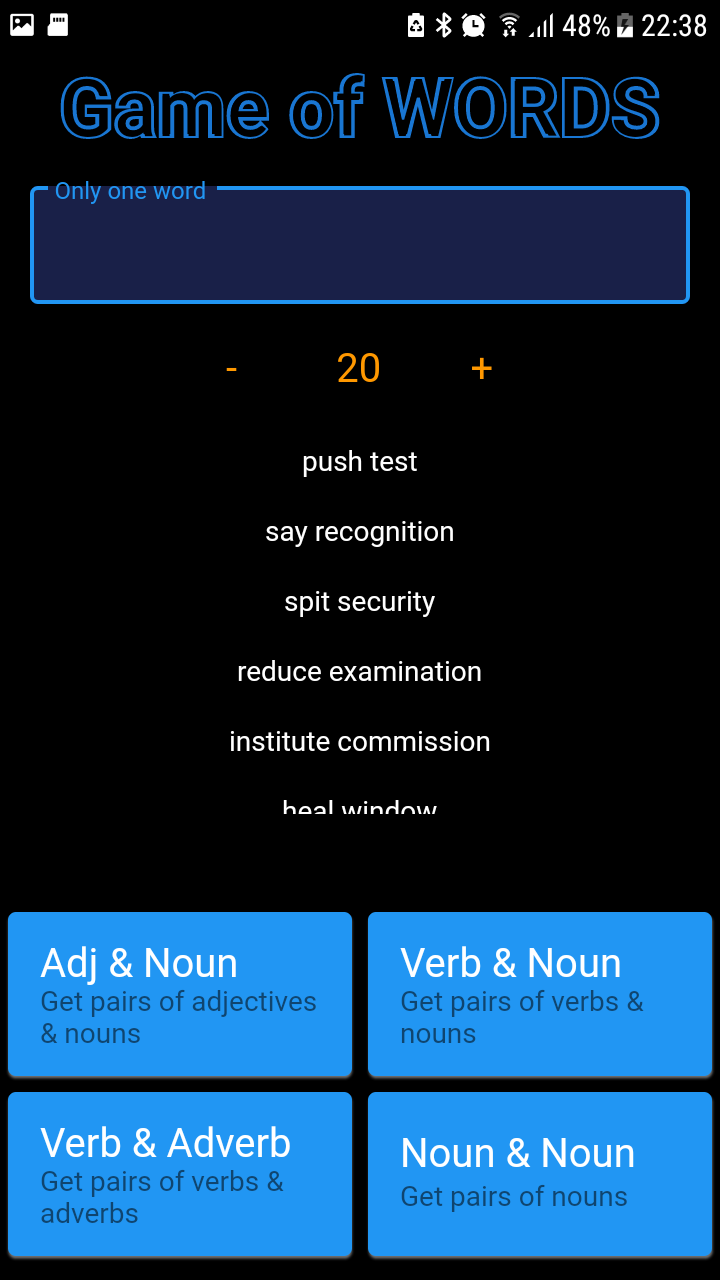 48% 22:38
Game of WORDS
Only one word
- 20 +
push test
say recognition
spit security
reduce examination
institute commission
heal window
Adj & Noun
Get pairs of adjectives
& nouns
Verb & Noun
Get pairs of verbs &
nouns
Verb & Adverb
Get pairs of verbs &
adverbs
Noun & Noun
Get pairs of nouns